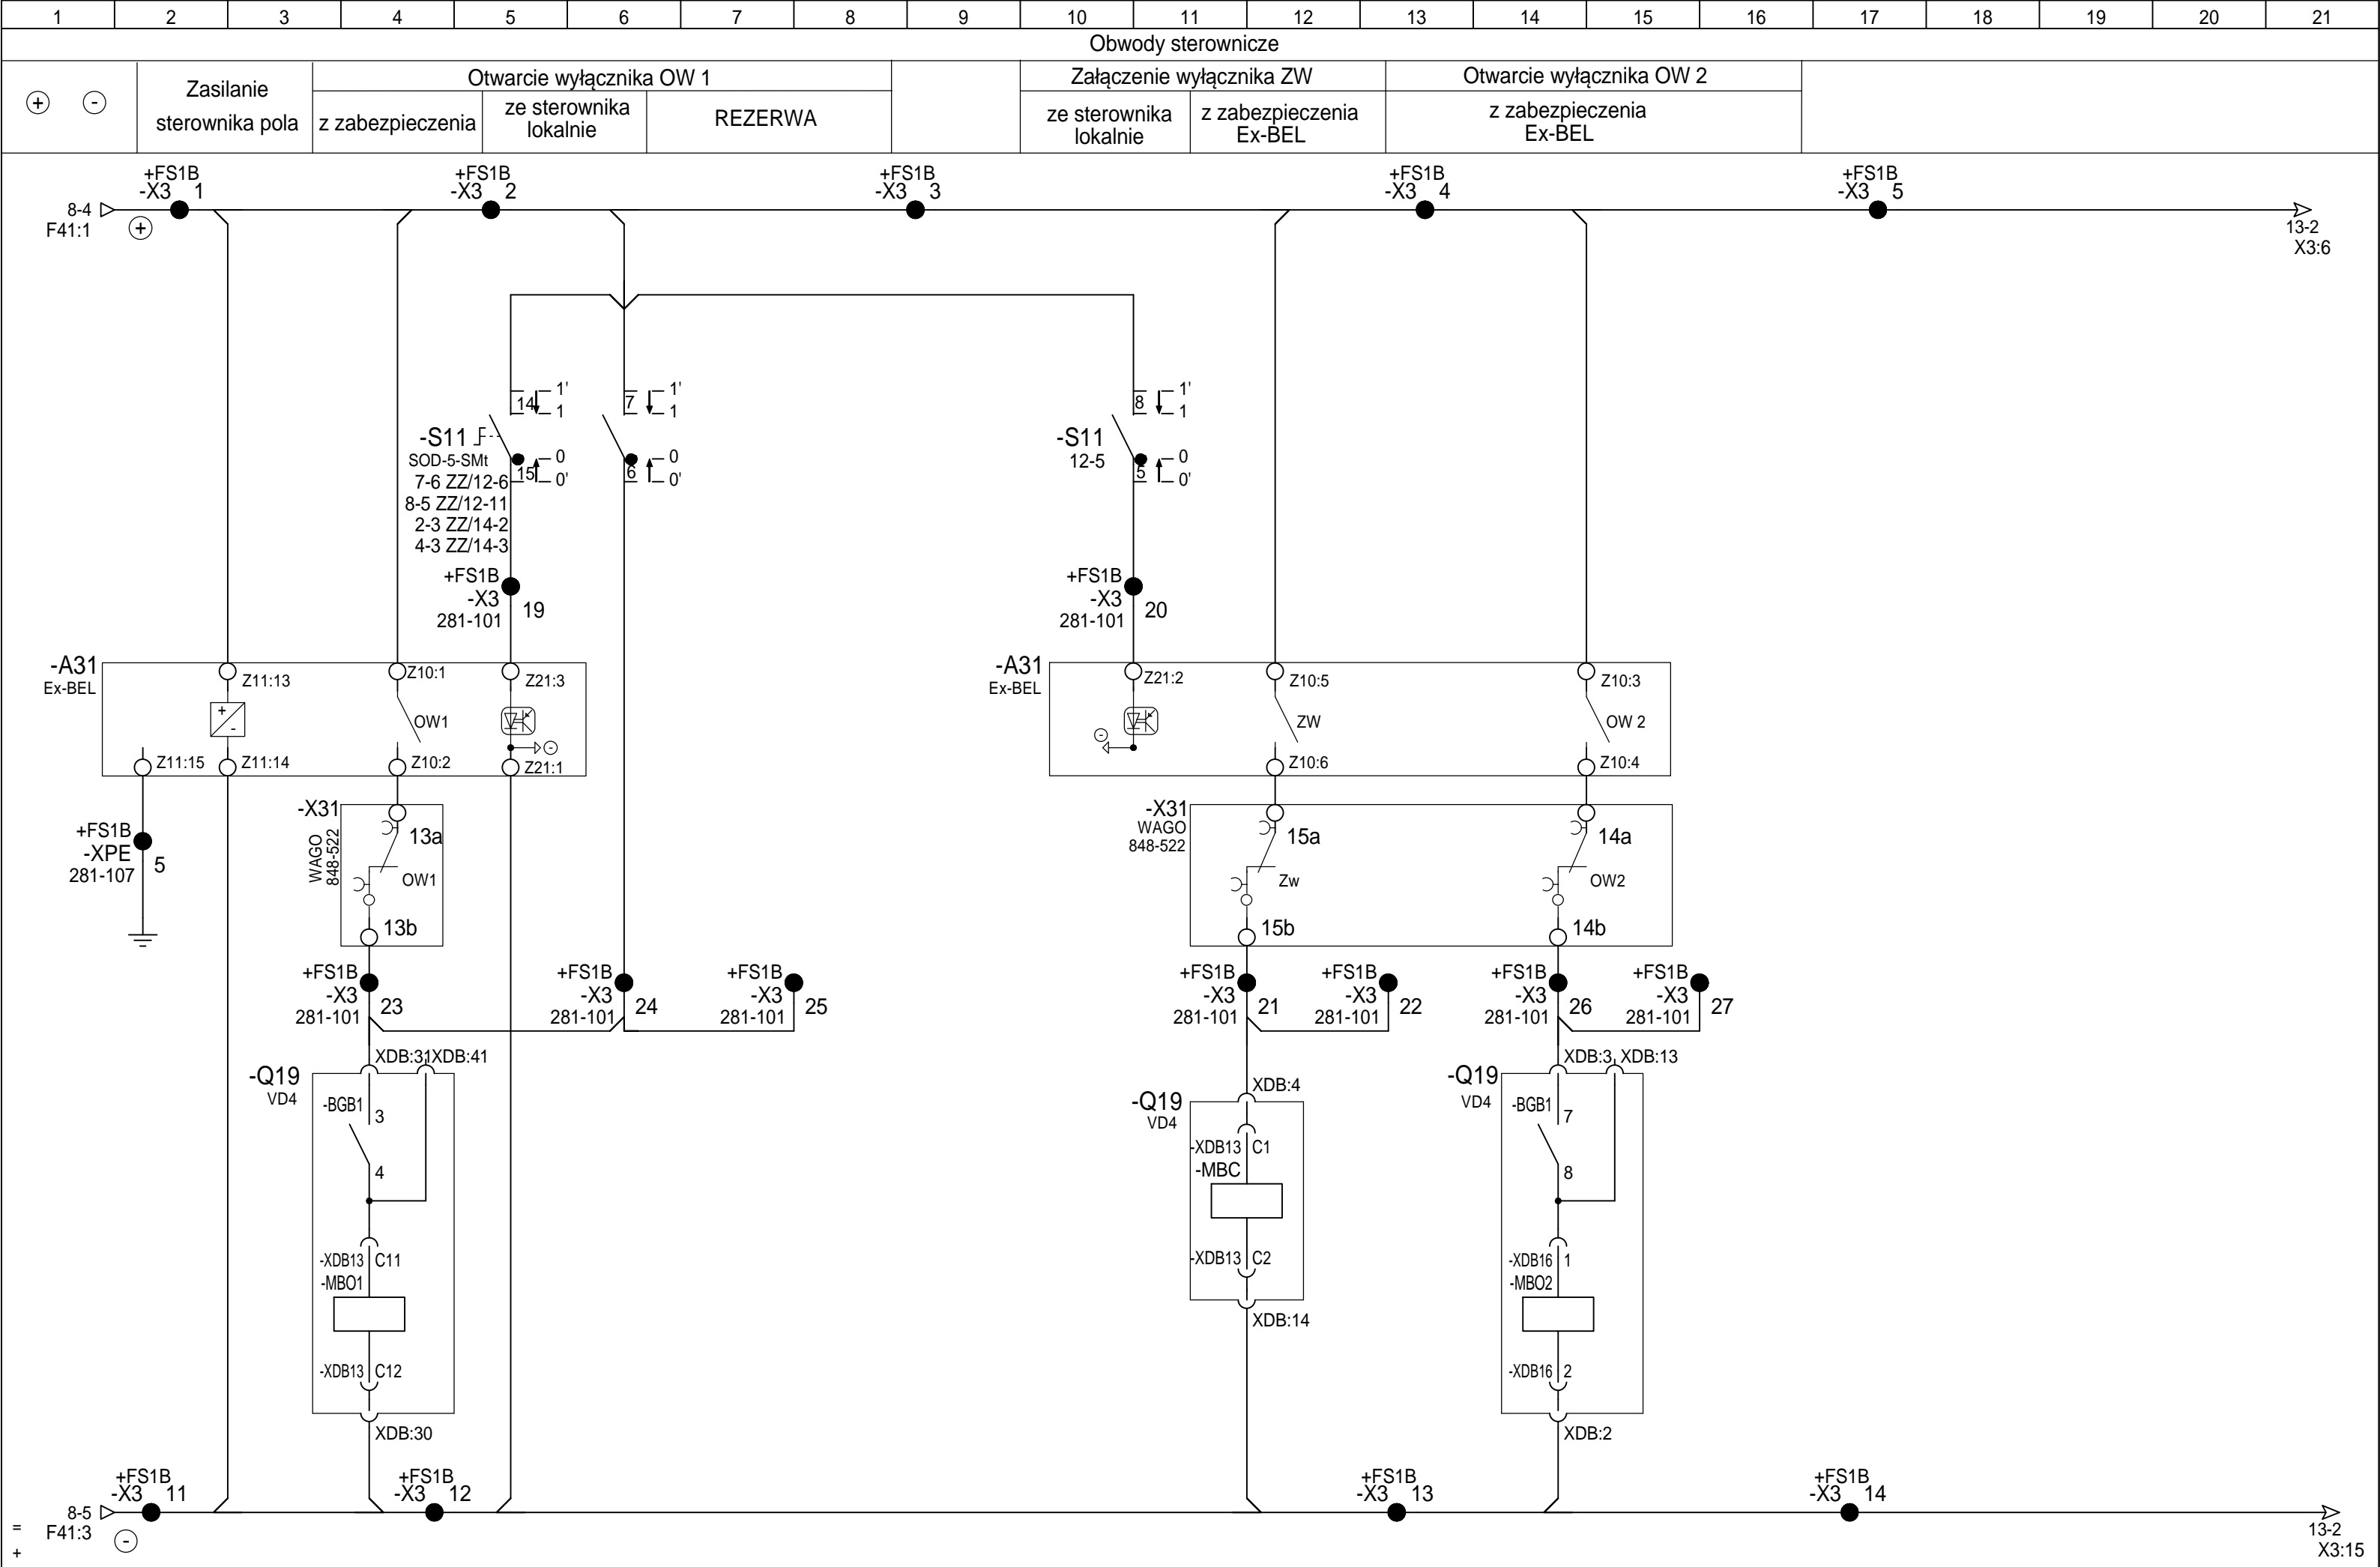 1 2 3 4 5 6 7 8 9 10 11 12 13 14 15 16 17 18 19 20 21
Obwody sterownicze
+ -
Zasilanie
sterownika pola
Otwarcie wyłącznika OW 1
z zabezpieczenia
ze sterownika
lokalnie
REZERWA
Załączenie wyłącznika ZW
ze sterownika
lokalnie
z zabezpieczenia
Ex-BEL
Otwarcie wyłącznika OW 2
z zabezpieczenia
Ex-BEL
8-4
F41:1
+
+FS1B
-X3 1
+FS1B
-X3 2
+FS1B
-X3 3
+FS1B
-X3 4
+FS1B
-X3 5
13-2
X3:6
-S11
SOD-5-SMt
7-6 ZZ/12-6
8-5 ZZ/12-11
2-3 ZZ/14-2
4-3 ZZ/14-3
14
1'
1
15
0
0'
7
1'
1
6
0
0'
-S11
12-5
8
1'
1
5
0
0'
+FS1B
-X3
281-101
19
+FS1B
-X3
281-101
20
-A31
Ex-BEL
Z11:13
+
-
Z11:15
Z11:14
Z10:1
OW1
Z10:2
Z21:3
-
Z21:1
-A31
Ex-BEL
Z21:2
-
Z10:5
ZW
Z10:6
Z10:3
OW 2
Z10:4
+FS1B
-XPE
281-107
5
-X31
WAGO
848-522
13a
OW1
13b
-X31
WAGO
848-522
15a
Zw
15b
14a
OW2
14b
+FS1B
-X3
281-101
23
+FS1B
-X3
281-101
24
+FS1B
-X3
281-101
25
+FS1B
-X3
281-101
21
+FS1B
-X3
281-101
22
+FS1B
-X3
281-101
26
+FS1B
-X3
281-101
27
-Q19
VD4
XDB:31 XDB:41
-BGB1
3
4
-XDB13 C11
-MBO1
-XDB13 C12
XDB:30
-Q19
VD4
XDB:4
-XDB13 C1
-MBC
-XDB13 C2
XDB:14
-Q19
VD4
XDB:3 XDB:13
-BGB1
7
8
-XDB16 1
-MBO2
-XDB16 2
XDB:2
8-5
F41:3
-
+FS1B
-X3 11
+FS1B
-X3 12
+FS1B
-X3 13
+FS1B
-X3 14
13-2
X3:15
=
+